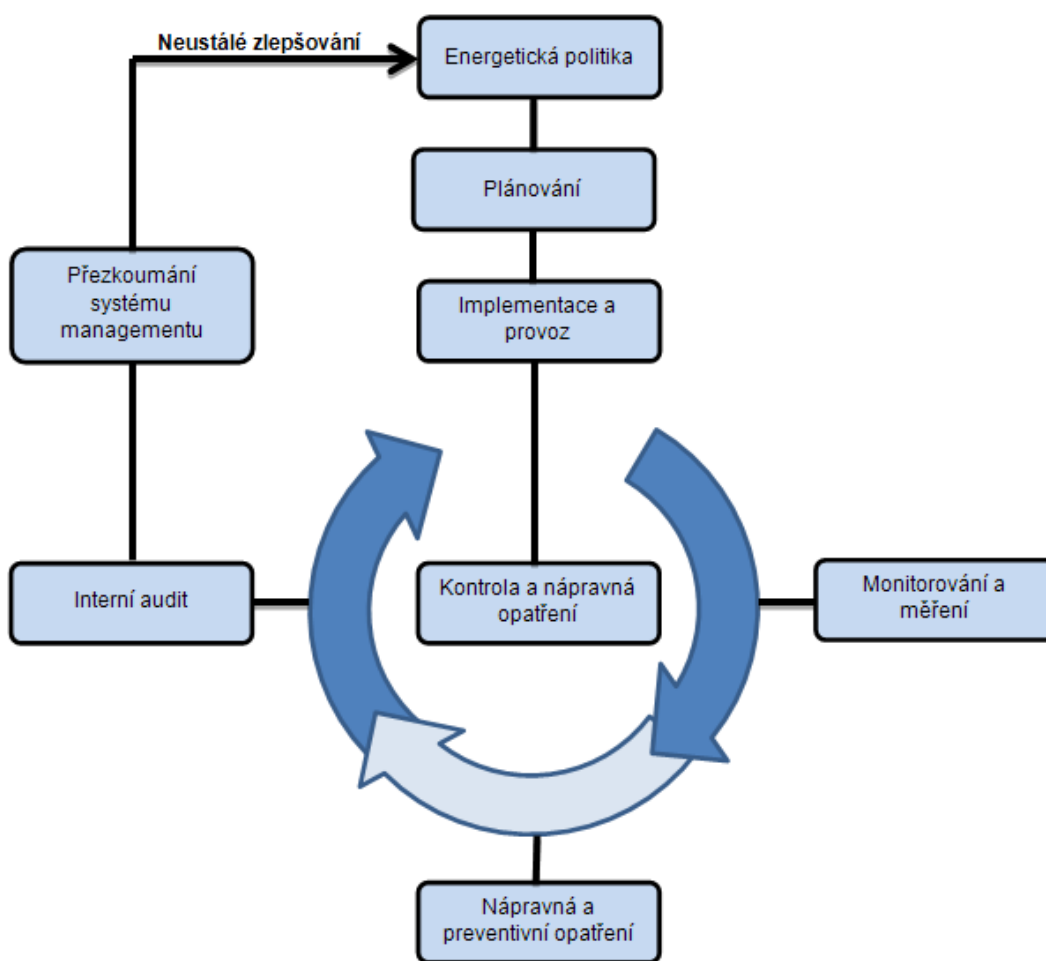 Neustálé zlepšování
Energetická politika
Plánování
Přezkoumání
systému
managementu
Implementace a
provoz
Interní audit
Kontrola a nápravná
opatření
Monitorování a
měření
Nápravná a
preventivní opatření